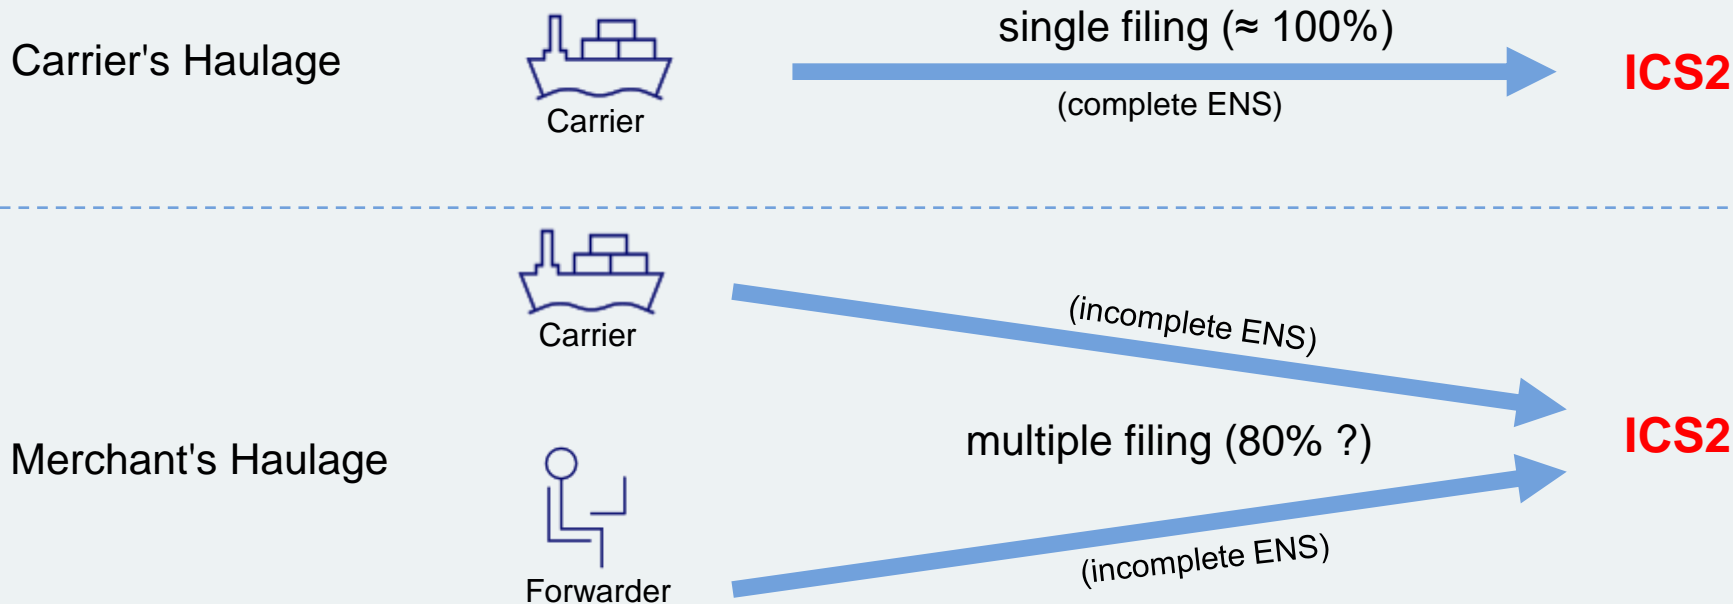 single filing (≈ 100%)
Carrier's Haulage
ICS2
(complete ENS)
Carrier
(incomplete ENS)
Carrier
multiple filing (80% ?)
ICS2
Merchant's Haulage
(incomplete ENS)
Forwarder